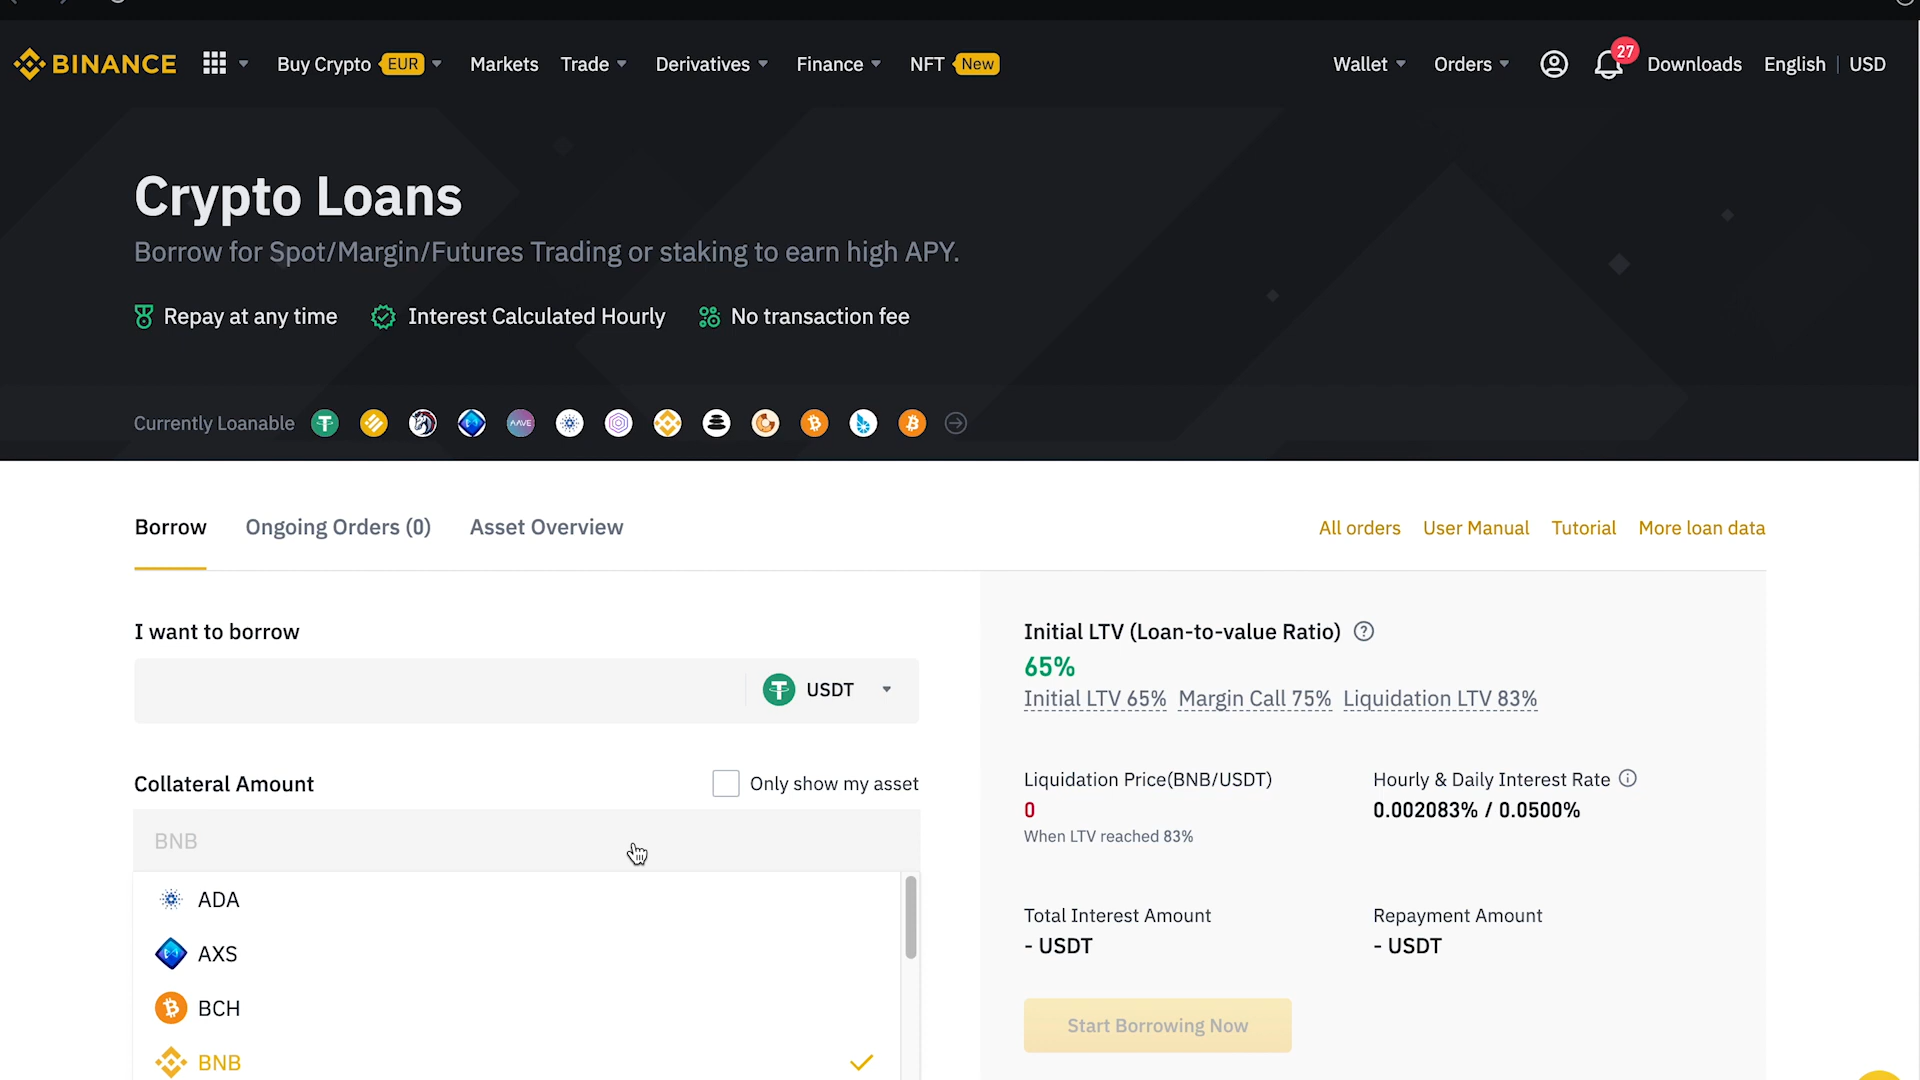 BINANCE
Buy Crypto EUR
Markets
Trade
Derivatives
Finance
NFT New
Wallet
Orders
27
Downloads
English | USD
Crypto Loans
Borrow for Spot/Margin/Futures Trading or staking to earn high APY.
Repay at any time
Interest Calculated Hourly
No transaction fee
Currently Loanable
AAVE
Borrow
Ongoing Orders (0)
Asset Overview
All orders
User Manual
Tutorial
More loan data
I want to borrow
USDT
Collateral Amount
Only show my asset
BNB
ADA
AXS
BCH
BNB
Initial LTV (Loan-to-value Ratio)
65%
Initial LTV 65% Margin Call 75% Liquidation LTV 83%
Liquidation Price(BNB/USDT)
0
When LTV reached 83%
Hourly & Daily Interest Rate
0.002083% / 0.0500%
Total Interest Amount
- USDT
Repayment Amount
- USDT
Start Borrowing Now